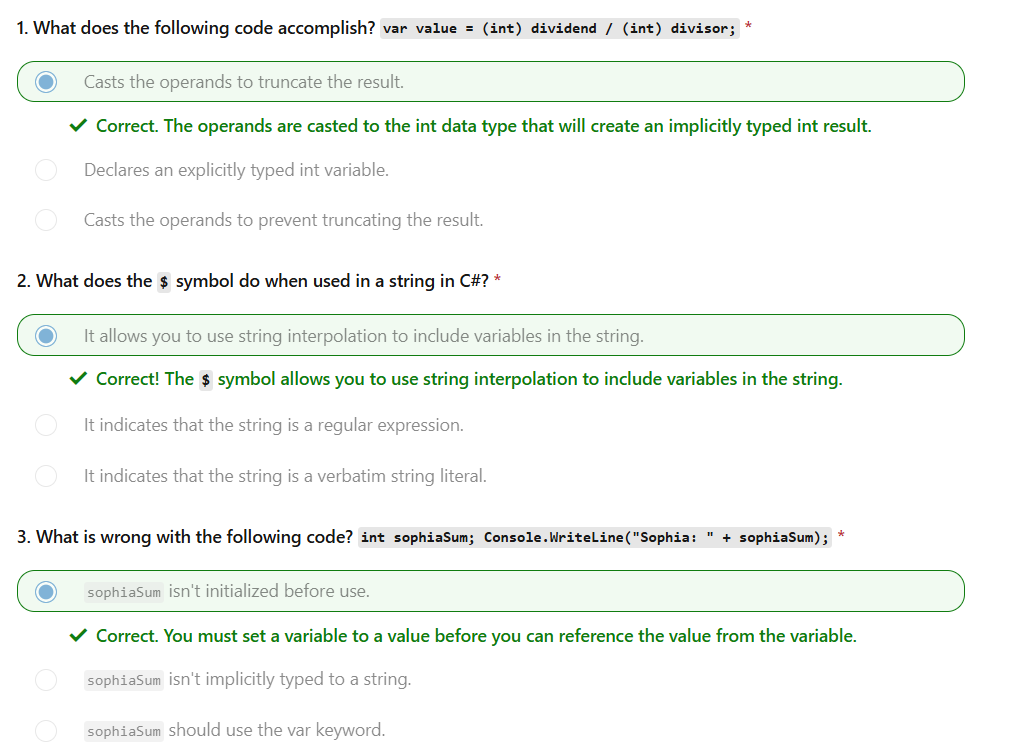 1. What does the following code accomplish? var value = (int) dividend / (int) divisor; *
Casts the operands to truncate the result.
✔ Correct. The operands are casted to the int data type that will create an implicitly typed int result.
Declares an explicitly typed int variable.
Casts the operands to prevent truncating the result.
2. What does the $ symbol do when used in a string in C#? *
It allows you to use string interpolation to include variables in the string.
✔ Correct! The $ symbol allows you to use string interpolation to include variables in the string.
It indicates that the string is a regular expression.
It indicates that the string is a verbatim string literal.
3. What is wrong with the following code? int sophiaSum; Console.WriteLine("Sophia: " + sophiaSum); *
sophiaSum isn't initialized before use.
✔ Correct. You must set a variable to a value before you can reference the value from the variable.
sophiaSum isn't implicitly typed to a string.
sophiaSum should use the var keyword.